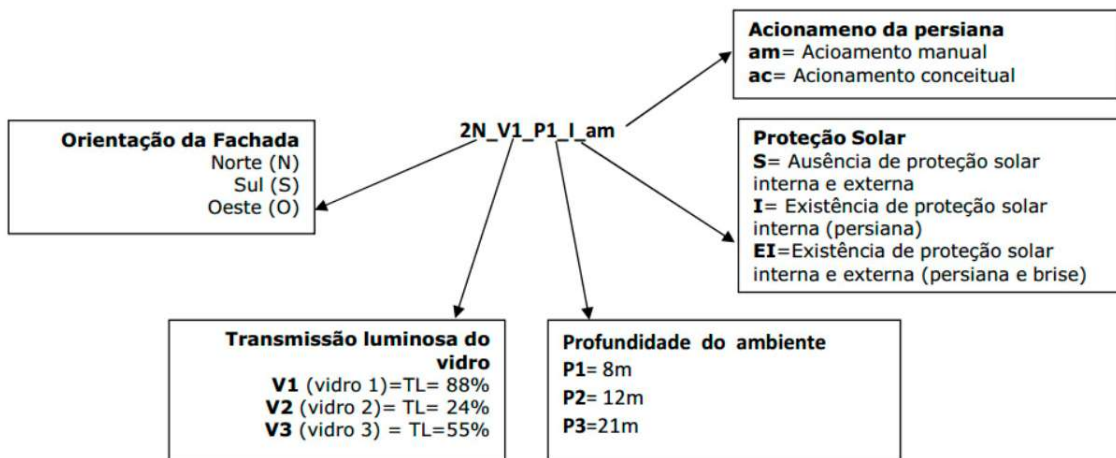 Acionameno da persiana
am= Acioamento manual
ac= Acionamento conceitual
2N_V1_P1_I_am
Orientação da Fachada
Norte (N)
Sul (S)
Oeste (O)
Proteção Solar
S= Ausência de proteção solar
interna e externa
I= Existência de proteção solar
interna (persiana)
EI=Existência de proteção solar
interna e externa (persiana e brise)
Transmissão luminosa do
vidro
V1 (vidro 1)=TL= 88%
V2 (vidro 2)= TL= 24%
V3 (vidro 3) = TL=55%
Profundidade do ambiente
P1= 8m
P2= 12m
P3=21m